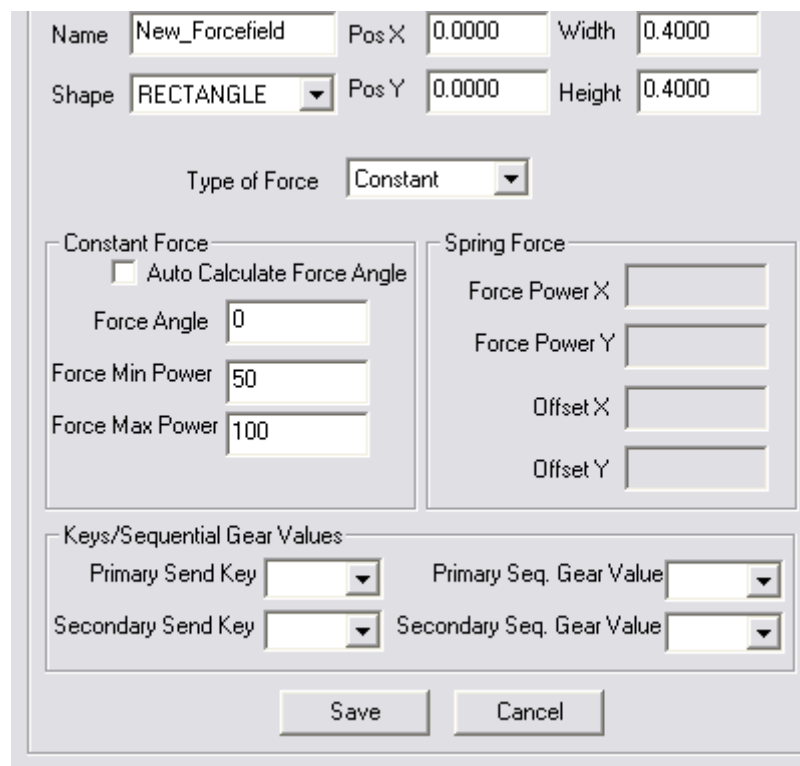 Name New_Forcefield Pos X 0.0000 Width 0.4000
Shape RECTANGLE Pos Y 0.0000 Height 0.4000
Type of Force Constant
Constant Force
Auto Calculate Force Angle
Force Angle 0
Force Min Power 50
Force Max Power 100
Spring Force
Force Power X
Force Power Y
Offset X
Offset Y
Keys/Sequential Gear Values
Primary Send Key Primary Seq. Gear Value
Secondary Send Key Secondary Seq. Gear Value
Save Cancel